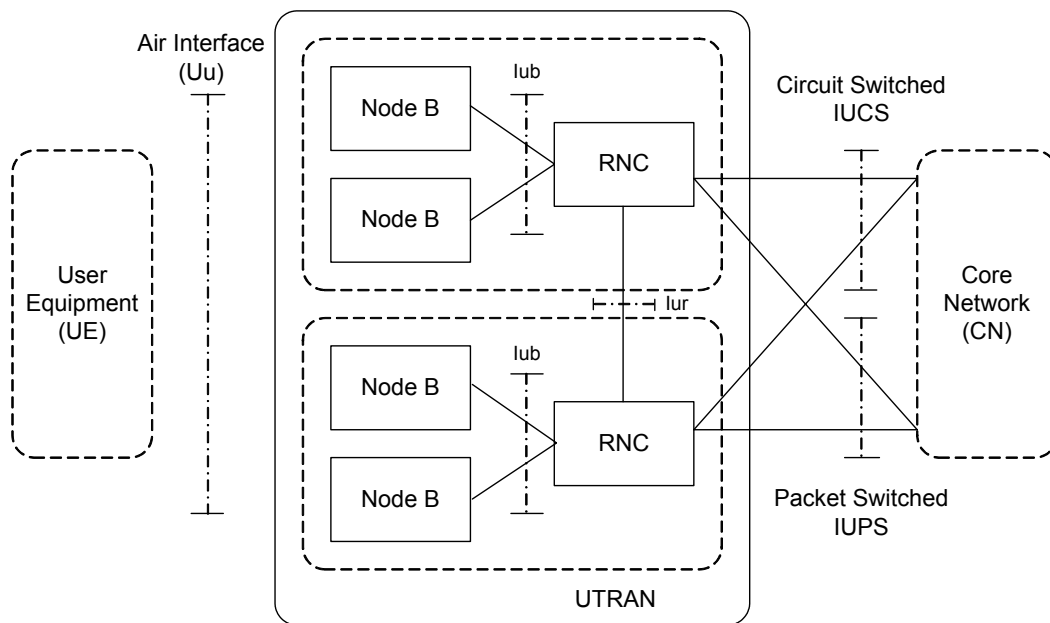 Air Interface
(Uu)
Iub
Node B
Node B
RNC
Circuit Switched
IUCS
User
Equipment
(UE)
Iur
Core
Network
(CN)
Iub
Node B
Node B
RNC
Packet Switched
IUPS
UTRAN